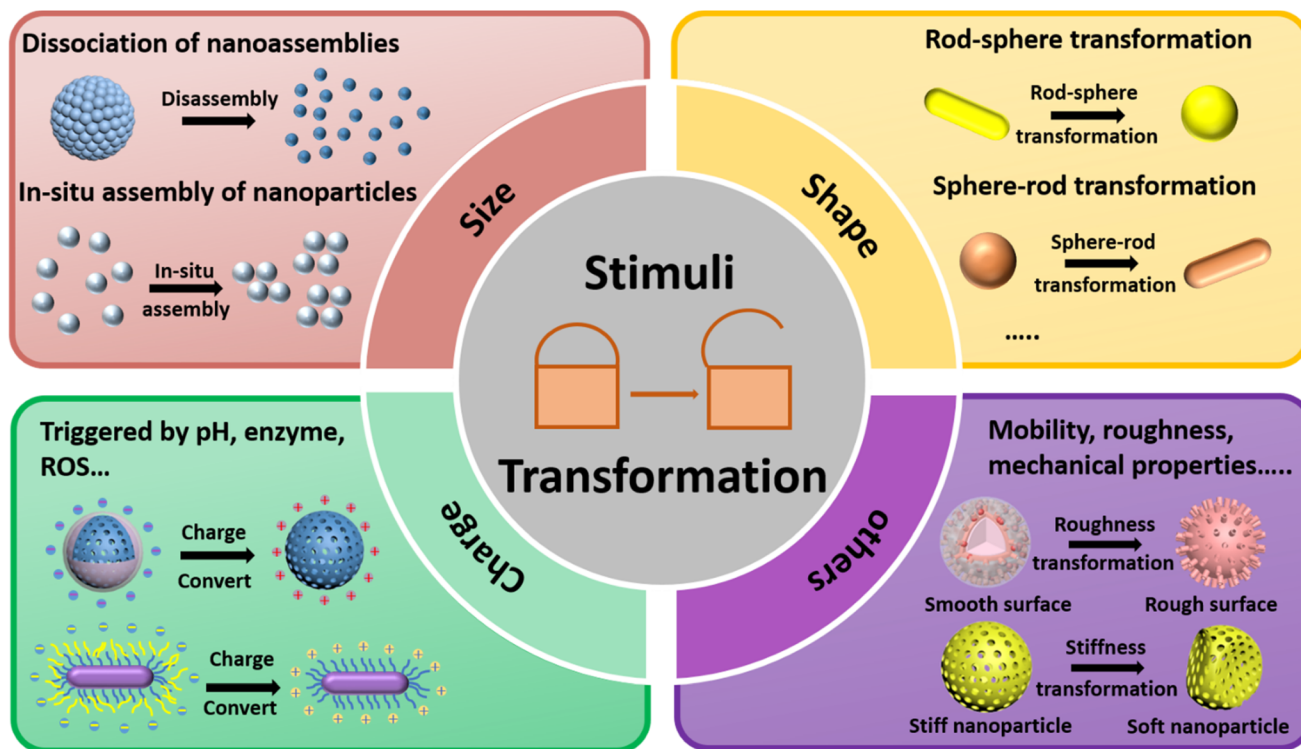 Dissociation of nanoassemblies
Disassembly
In-situ assembly of nanoparticles
In-situ
assembly
Size
Rod-sphere transformation
Rod-sphere
transformation
Sphere-rod transformation
Sphere-rod
transformation
.....
Shape
Stimuli
Transformation
Triggered by pH, enzyme,
ROS...
Charge
Convert
Charge
Convert
Charge
Mobility, roughness,
mechanical properties.....
Roughness
transformation
Smooth surface
Rough surface
Stiffness
transformation
Stiff nanoparticle
Soft nanoparticle
others